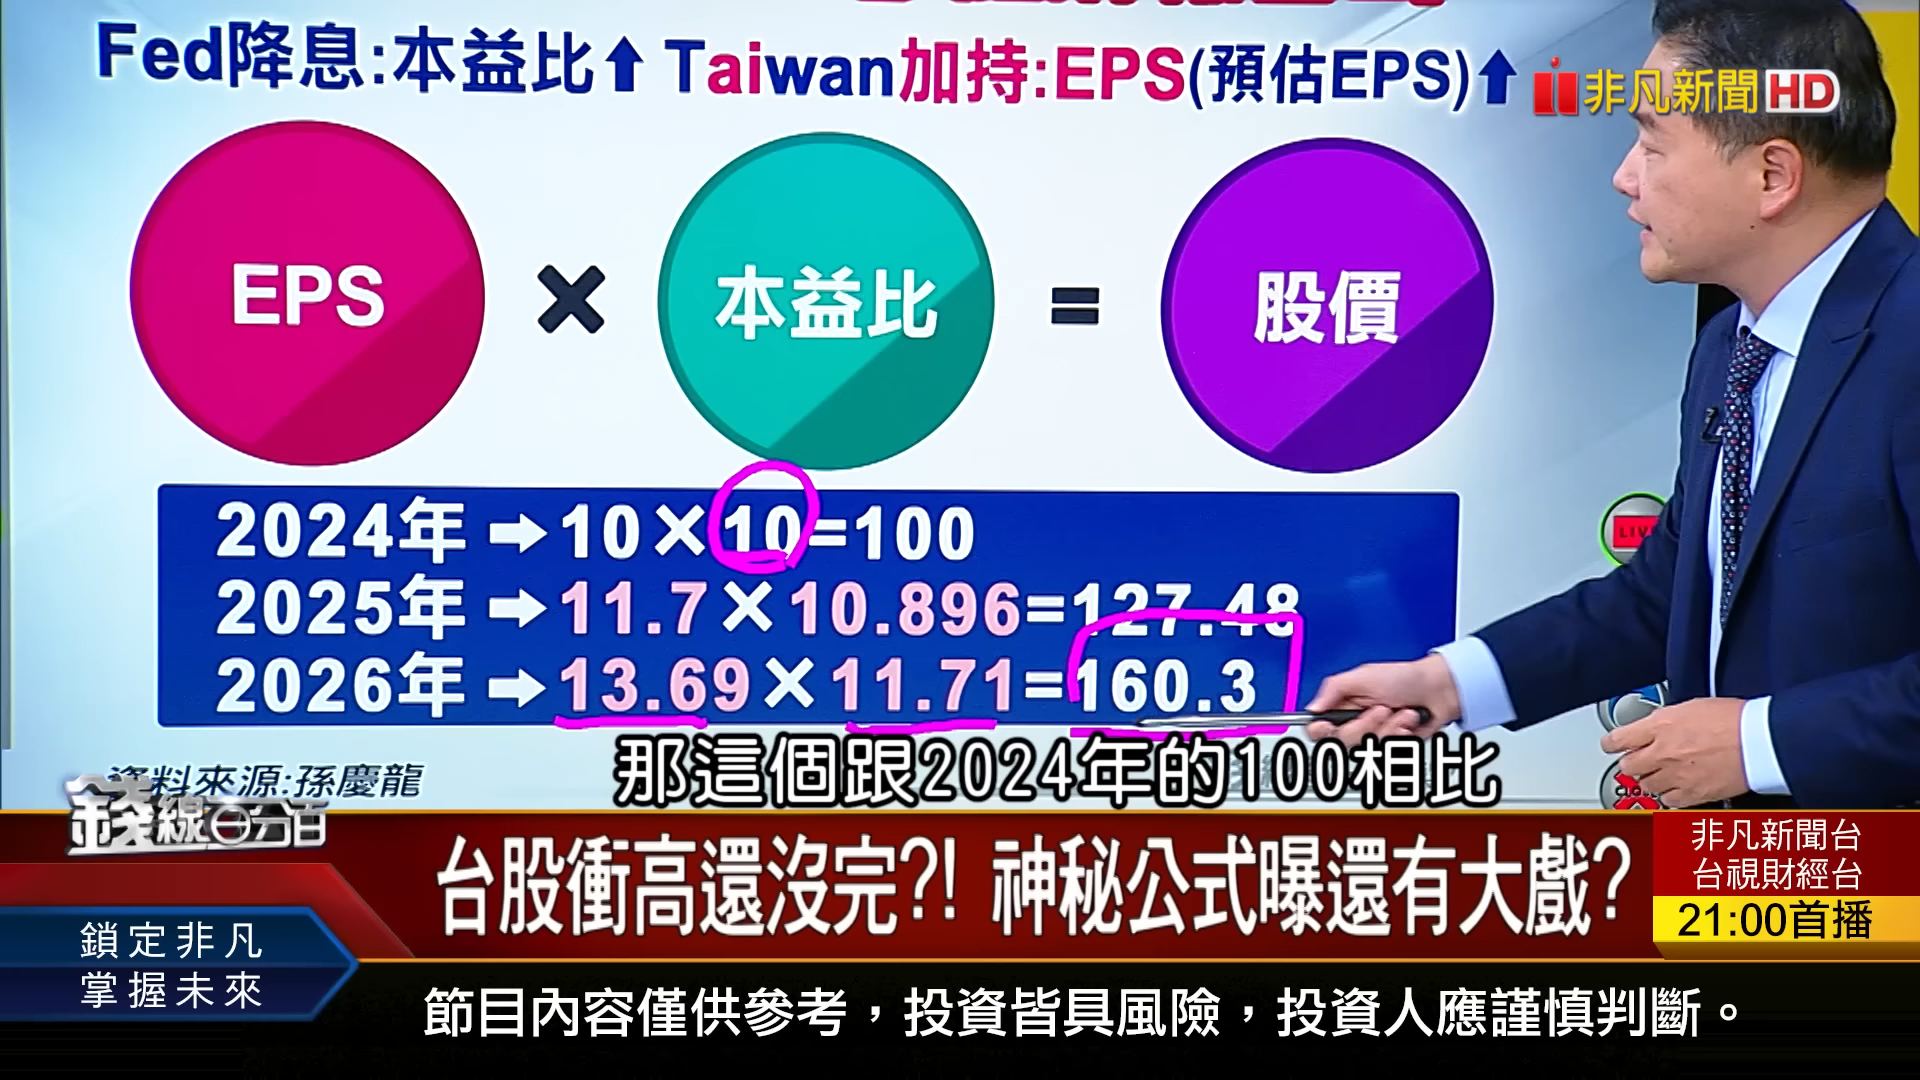 Fed降息:本益比↑ Taiwan加持:EPS(預估EPS)↑
非凡新聞HD
EPS × 本益比 = 股價
2024年 ➡ 10×10=100
2025年 ➡ 11.7×10.896=127.48
2026年 ➡ 13.69×11.71=160.3
LIVE
資料來源:孫慶龍
那這個跟2024年的100相比
錢線百分百
台股衝高還沒完?! 神秘公式曝還有大戲?
非凡新聞台
台視財經台
21:00首播
鎖定非凡
掌握未來
節目內容僅供參考，投資皆具風險，投資人應謹慎判斷。